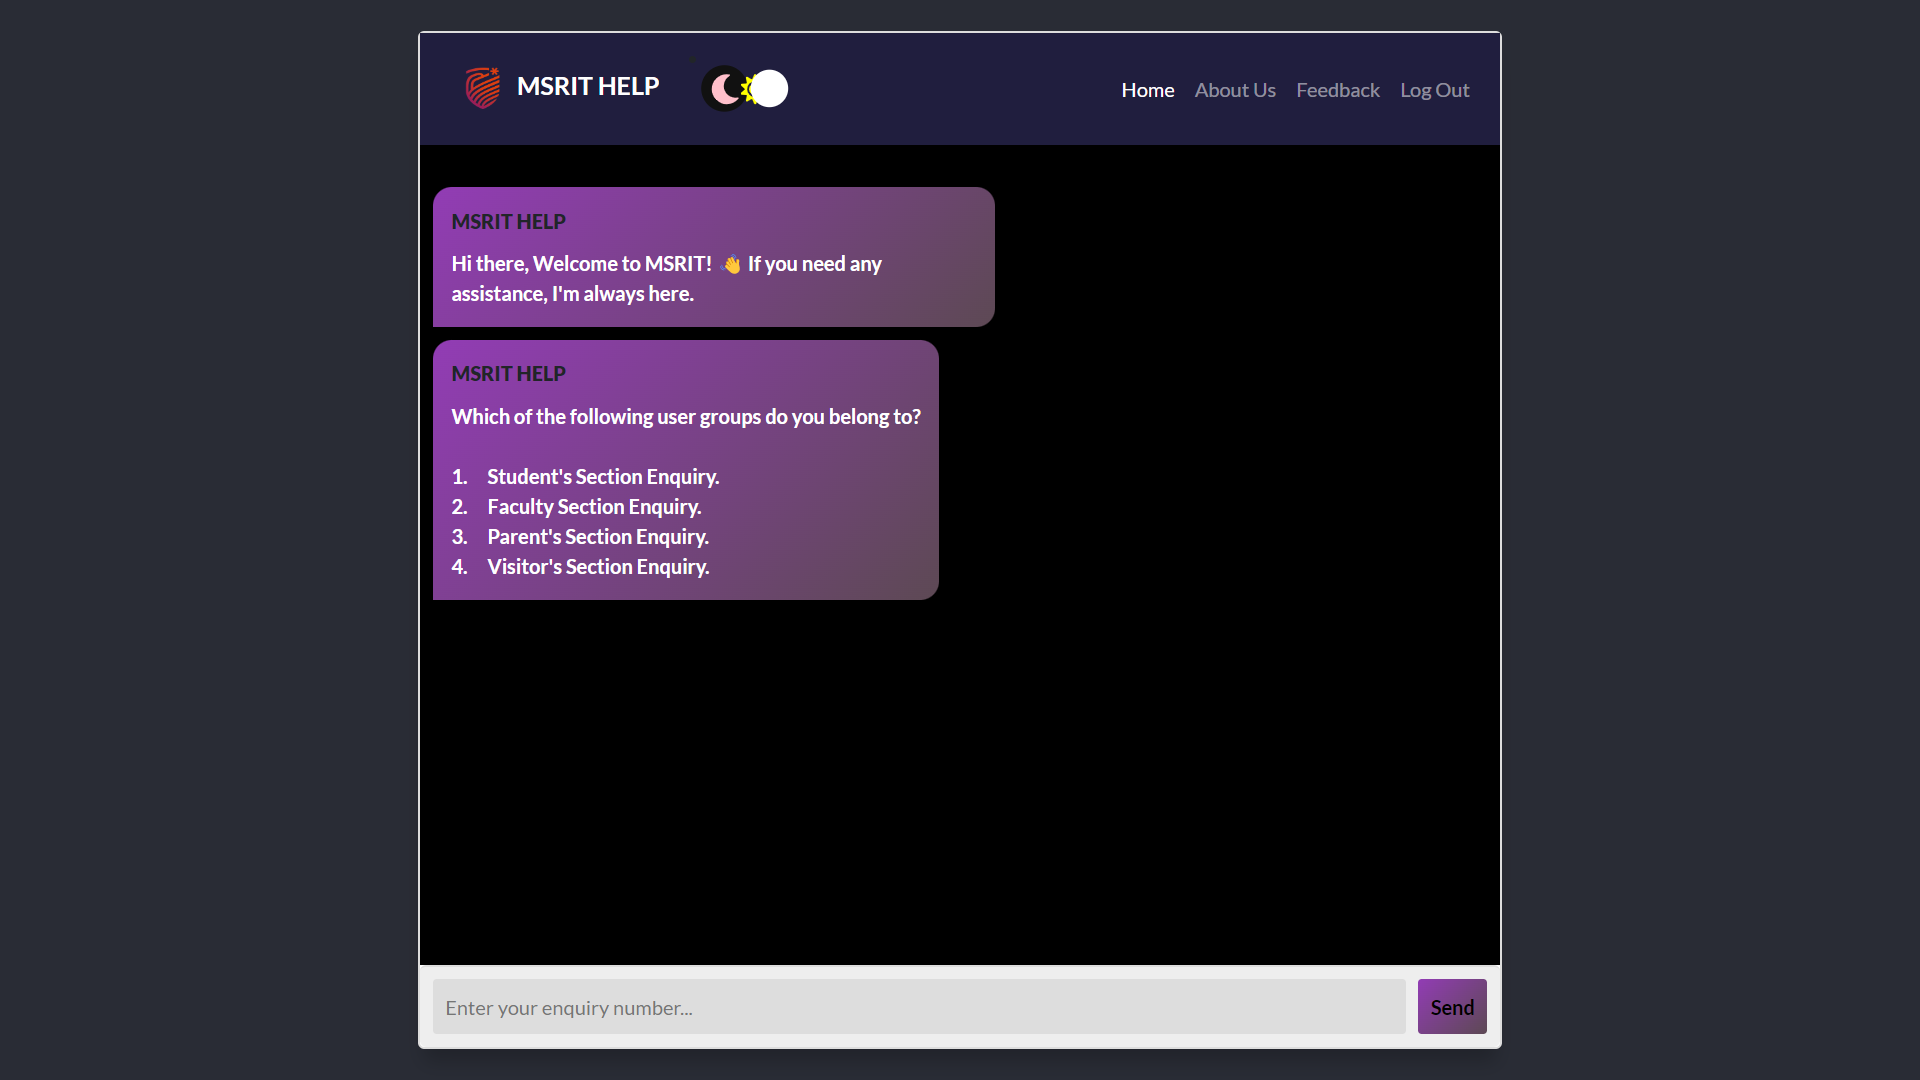 MSRIT HELP
Home About Us Feedback Log Out
MSRIT HELP
Hi there, Welcome to MSRIT! 👋 If you need any
assistance, I'm always here.
MSRIT HELP
Which of the following user groups do you belong to?
1. Student's Section Enquiry.
2. Faculty Section Enquiry.
3. Parent's Section Enquiry.
4. Visitor's Section Enquiry.
Enter your enquiry number...
Send